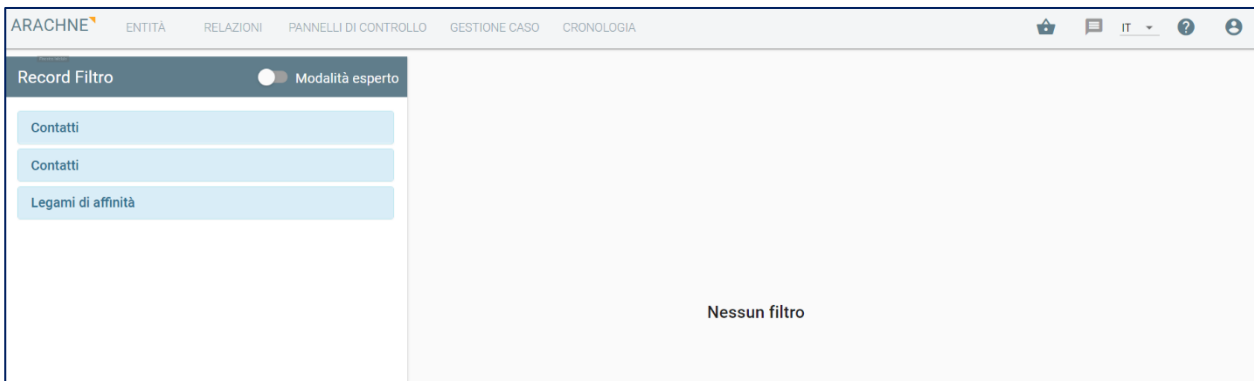 ARACHNE ENTITÀ RELAZIONI PANNELLI DI CONTROLLO GESTIONE CASO CRONOLOGIA IT ?
Record Filtro Modalità esperto
Contatti
Contatti
Legami di affinità
Nessun filtro